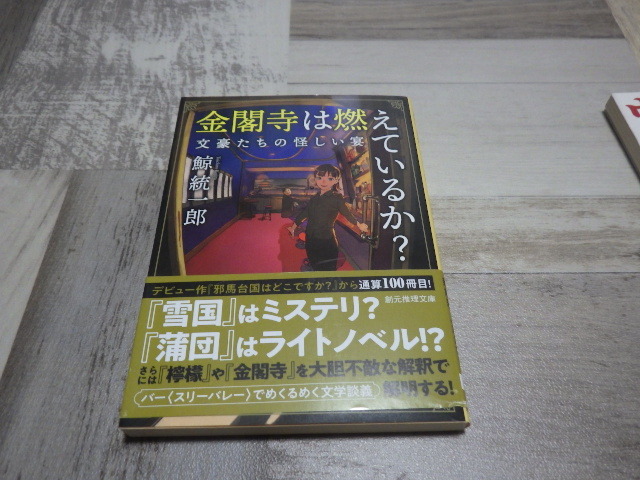 金閣寺は燃えているか?
文豪たちの怪しい宴
鯨統一郎
デビュー作『邪馬台国はどこですか?』から通算100冊目!
創元推理文庫
『雪国』はミステリ?
『蒲団』はライトノベル!?
さらには『檸檬』や『金閣寺』を大胆不敵な解釈で
バー〈スリーバレー〉でめくるめく文学談義 解明する!